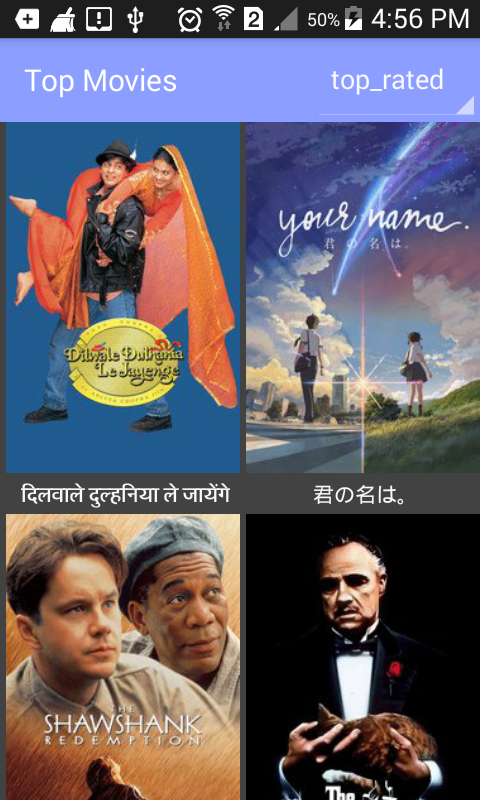 2 50% 4:56 PM
Top Movies
top_rated
Dilwale Dulhania
Le Jayenge
your name.
君の名は。
दिलवाले दुल्हनिया ले जायेंगे
君の名は。
THE
SHAWSHANK
REDEMPTION
The